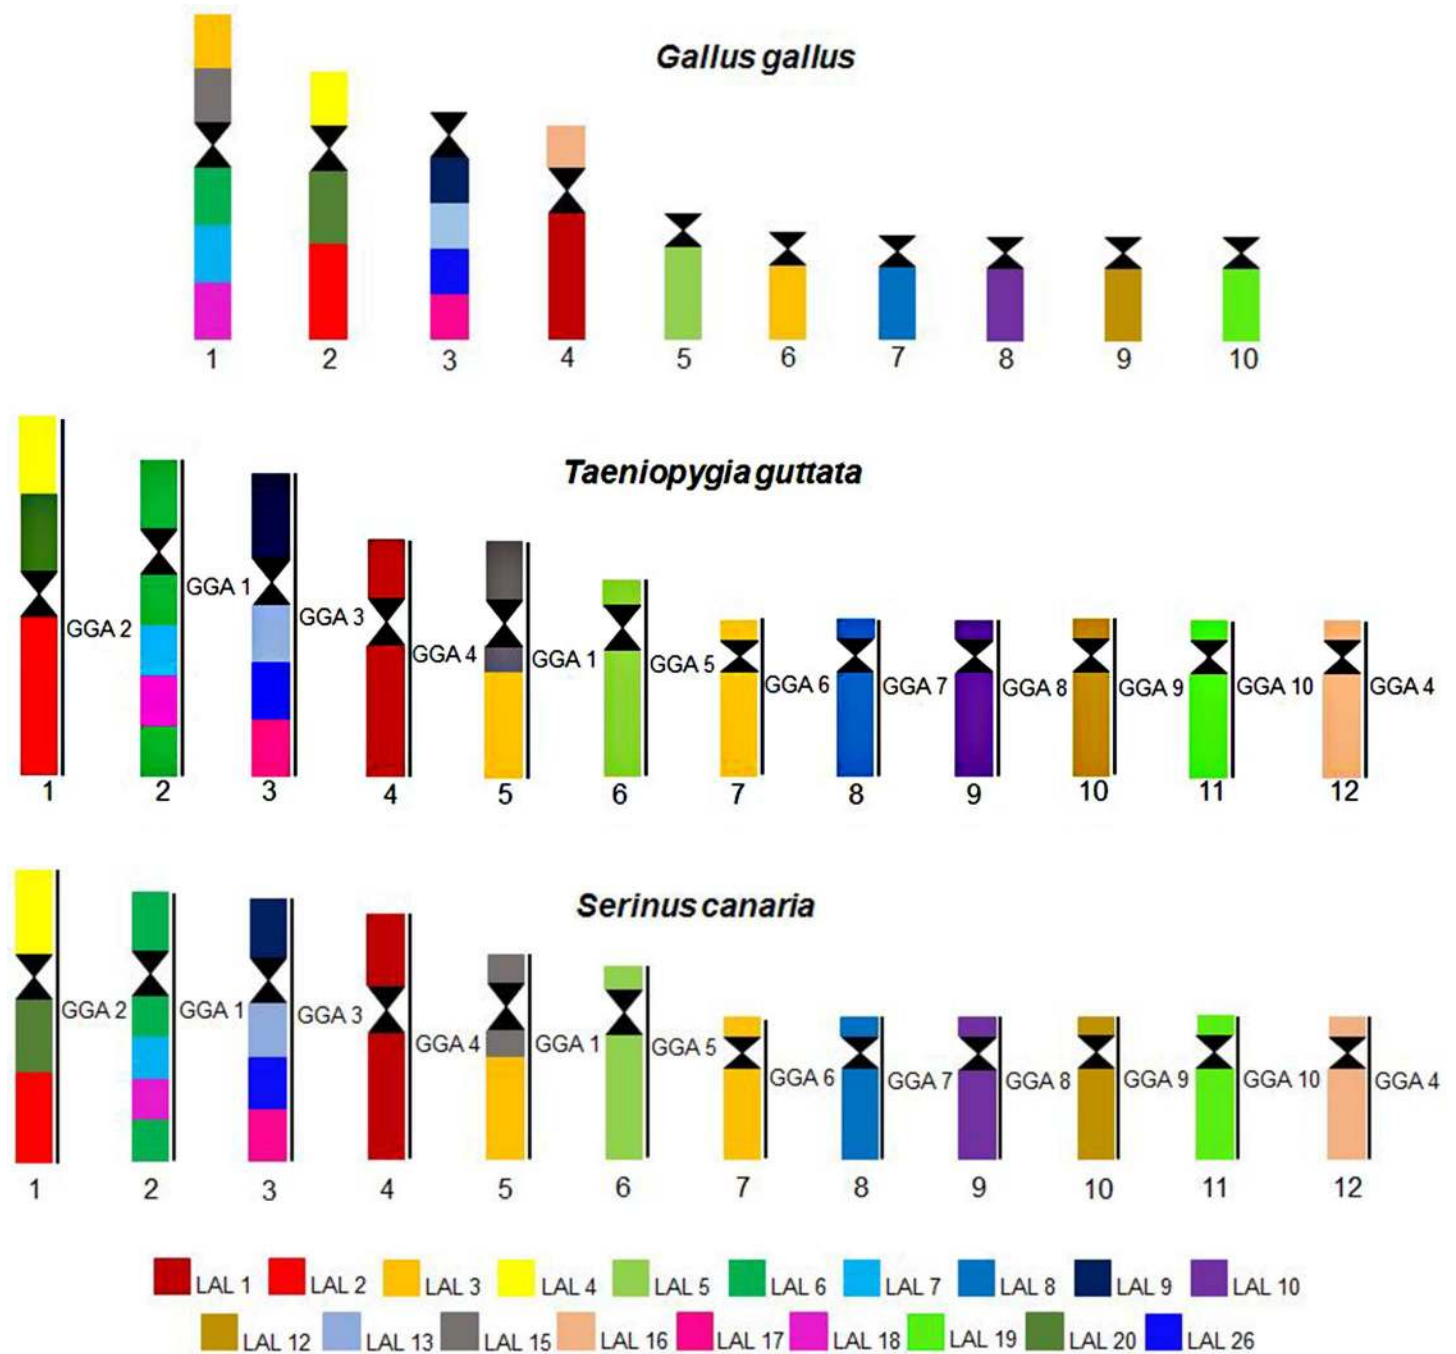 Gallus gallus
1 2 3 4 5 6 7 8 9 10
Taeniopygia guttata
GGA 2 GGA 1 GGA 3 GGA 4 GGA 1 GGA 5 GGA 6 GGA 7 GGA 8 GGA 9 GGA 10 GGA 4
1 2 3 4 5 6 7 8 9 10 11 12
Serinus canaria
GGA 2 GGA 1 GGA 3 GGA 4 GGA 1 GGA 5 GGA 6 GGA 7 GGA 8 GGA 9 GGA 10 GGA 4
1 2 3 4 5 6 7 8 9 10 11 12
LAL 1 LAL 2 LAL 3 LAL 4 LAL 5 LAL 6 LAL 7 LAL 8 LAL 9 LAL 10
LAL 12 LAL 13 LAL 15 LAL 16 LAL 17 LAL 18 LAL 19 LAL 20 LAL 26